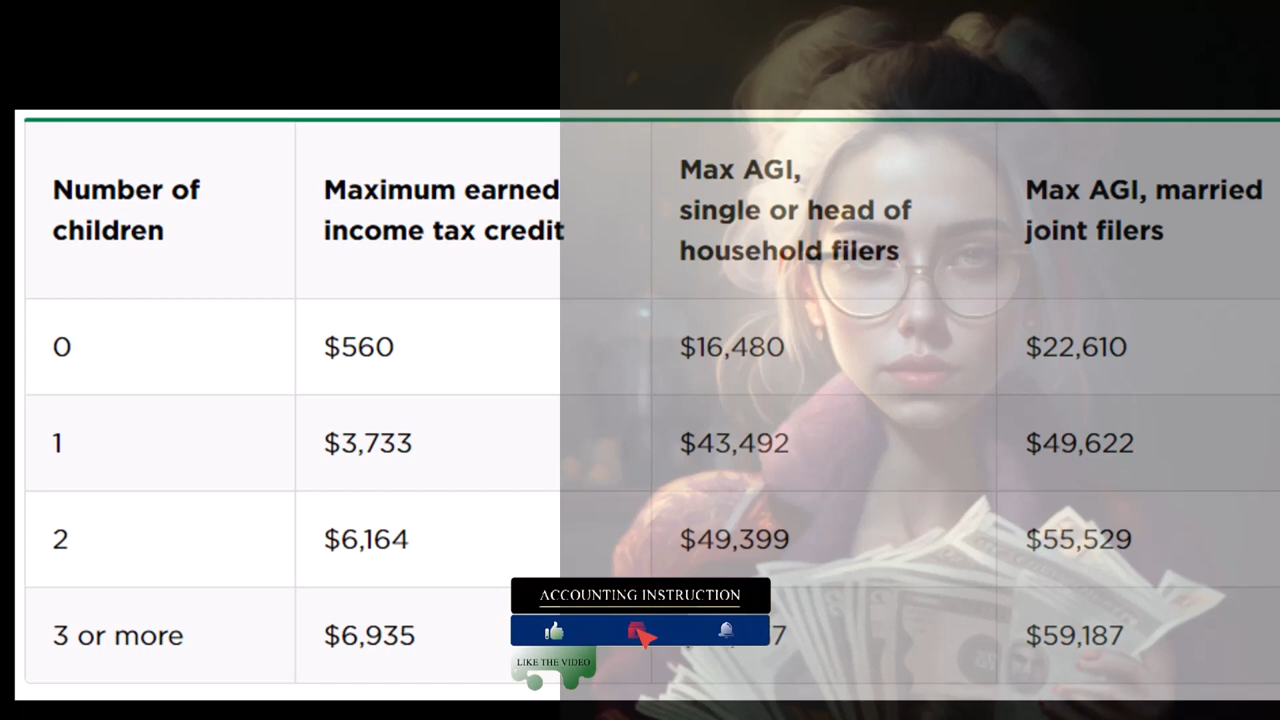 Number of children
Maximum earned income tax credit
Max AGI, single or head of household filers
Max AGI, married joint filers
0 $560 $16,480 $22,610
1 $3,733 $43,492 $49,622
2 $6,164 $49,399 $55,529
3 or more $6,935 7 $59,187
ACCOUNTING INSTRUCTION
LIKE THE VIDEO